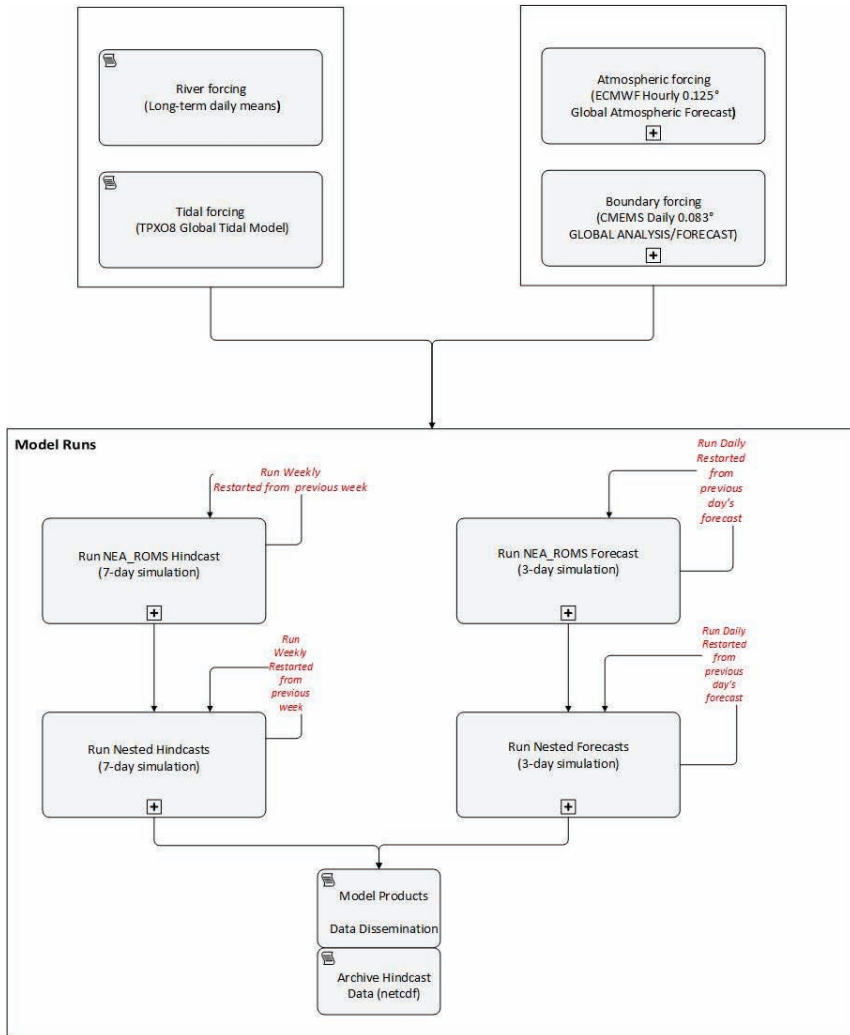 River forcing
(Long-term daily means)
Tidal forcing
(TPXO8 Global Tidal Model)
Atmospheric forcing
(ECMWF Hourly 0.125°
Global Atmospheric Forecast)
Boundary forcing
(CMEMS Daily 0.083°
GLOBAL ANALYSIS/FORECAST)
Model Runs
Run Weekly
Restarted from previous week
Run NEA_ROMS Hindcast
(7-day simulation)
Run Daily
Restarted
from
previous
day's
forecast
Run NEA_ROMS Forecast
(3-day simulation)
Run
Weekly
Restarted
from
previous
week
Run Nested Hindcasts
(7-day simulation)
Run Daily
Restarted
from
previous
day's
forecast
Run Nested Forecasts
(3-day simulation)
Model Products
Data Dissemination
Archive Hindcast
Data (netcdf)